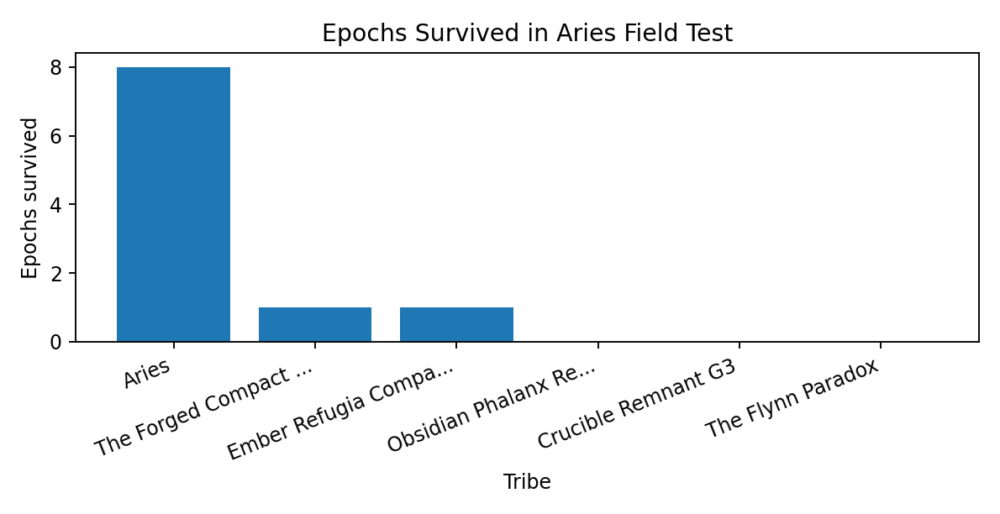 Epochs Survived in Aries Field Test
Epochs survived
8
6
4
2
0
Aries
The Forged Compact ...
Ember Refugia Compa...
Obsidian Phalanx Re...
Crucible Remnant G3
The Flynn Paradox
Tribe